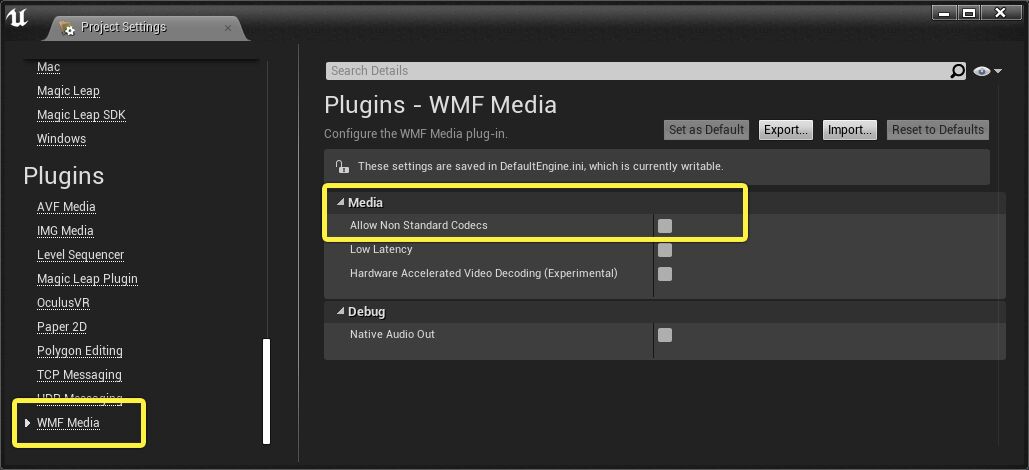 Project Settings
Mac
Magic Leap
Magic Leap SDK
Windows
Plugins
AVF Media
IMG Media
Level Sequencer
Magic Leap Plugin
OculusVR
Paper 2D
Polygon Editing
TCP Messaging
UDP Messaging
WMF Media
Search Details
Plugins - WMF Media
Configure the WMF Media plug-in.
Set as Default Export... Import... Reset to Defaults
These settings are saved in DefaultEngine.ini, which is currently writable.
Media
Allow Non Standard Codecs
Low Latency
Hardware Accelerated Video Decoding (Experimental)
Debug
Native Audio Out